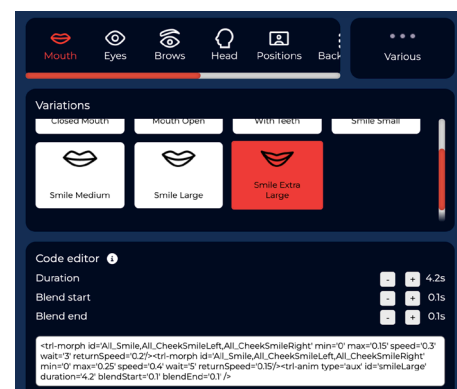 Mouth Eyes Brows Head Positions Back Various
Variations
Closed Mouth Mouth Open With Teeth Smile Small
Smile Medium Smile Large Smile Extra
Large
Code editor i
Duration - + 4.2s
Blend start - + 0.1s
Blend end - + 0.1s
<trl-morph id='All_Smile,All_CheekSmileLeft,All_CheekSmileRight' min='0' max='0.15' speed='0.3'
wait='3' returnSpeed='0.2'/><trl-morph id='All_Smile,All_CheekSmileLeft,All_CheekSmileRight'
min='0' max='0.25' speed='0.4' wait='5' returnSpeed='0.15'/><trl-anim type='aux' id='smileLarge'
duration='4.2' blendStart='0.1' blendEnd='0.1' />